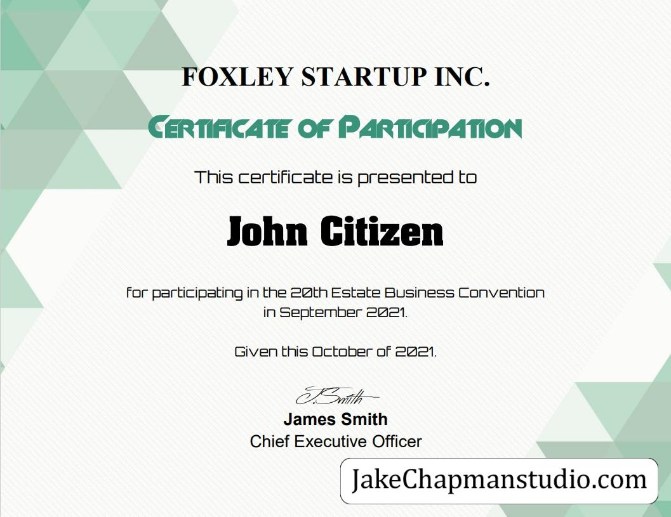 FOXLEY STARTUP INC.
CERTIFICATE OF PARTICIPATION
This certificate is presented to
John Citizen
for participating in the 20th Estate Business Convention
in September 2021.
Given this October of 2021.
J.Smith
James Smith
Chief Executive Officer
JakeChapmanstudio.com